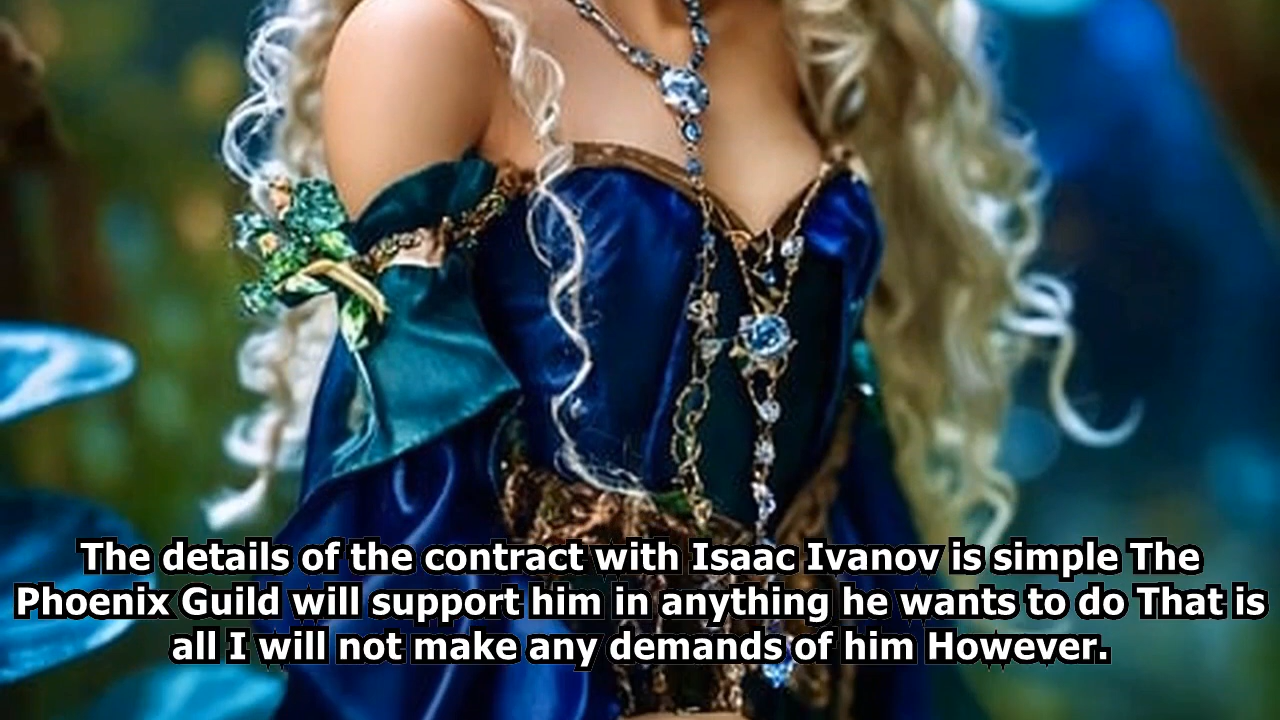 The details of the contract with Isaac Ivanov is simple The
Phoenix Guild will support him in anything he wants to do That is
all I will not make any demands of him However.